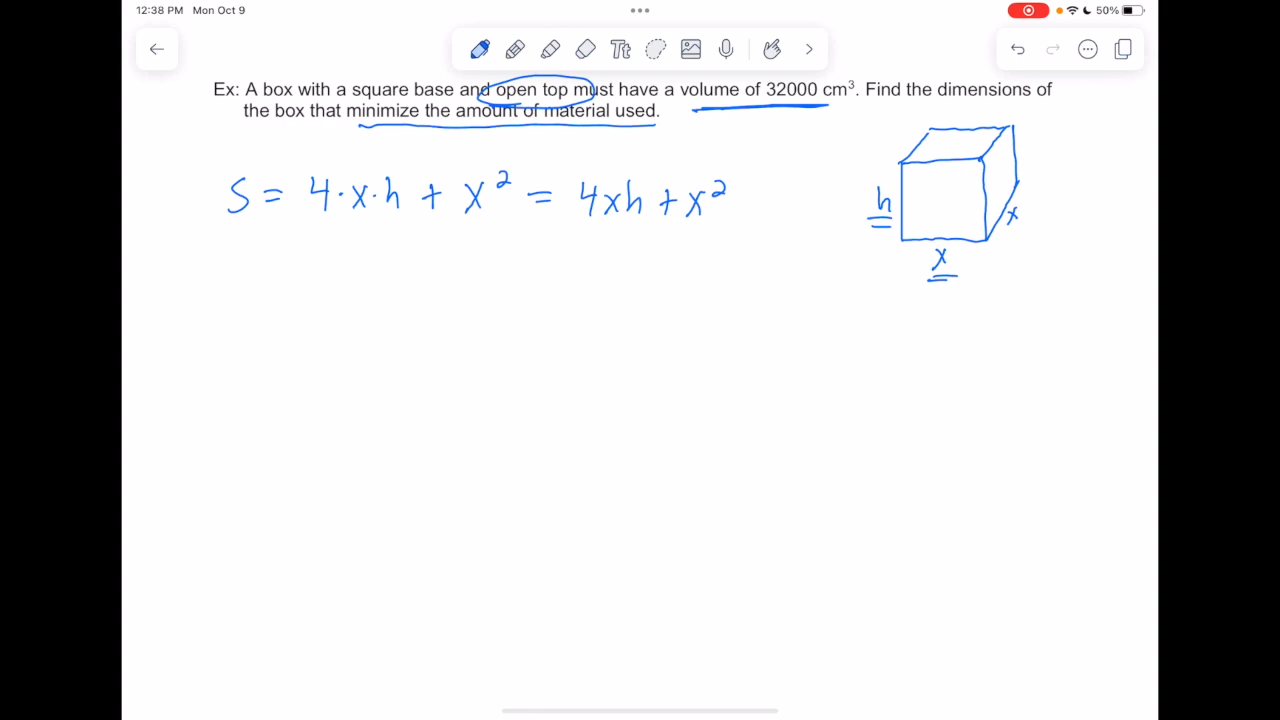 12:38 PM Mon Oct 9
50%
Tt
Ex: A box with a square base and open top must have a volume of 32000 cm³. Find the dimensions of
the box that minimize the amount of material used.
S = 4·x·h + x² = 4xh + x²
h
x
x